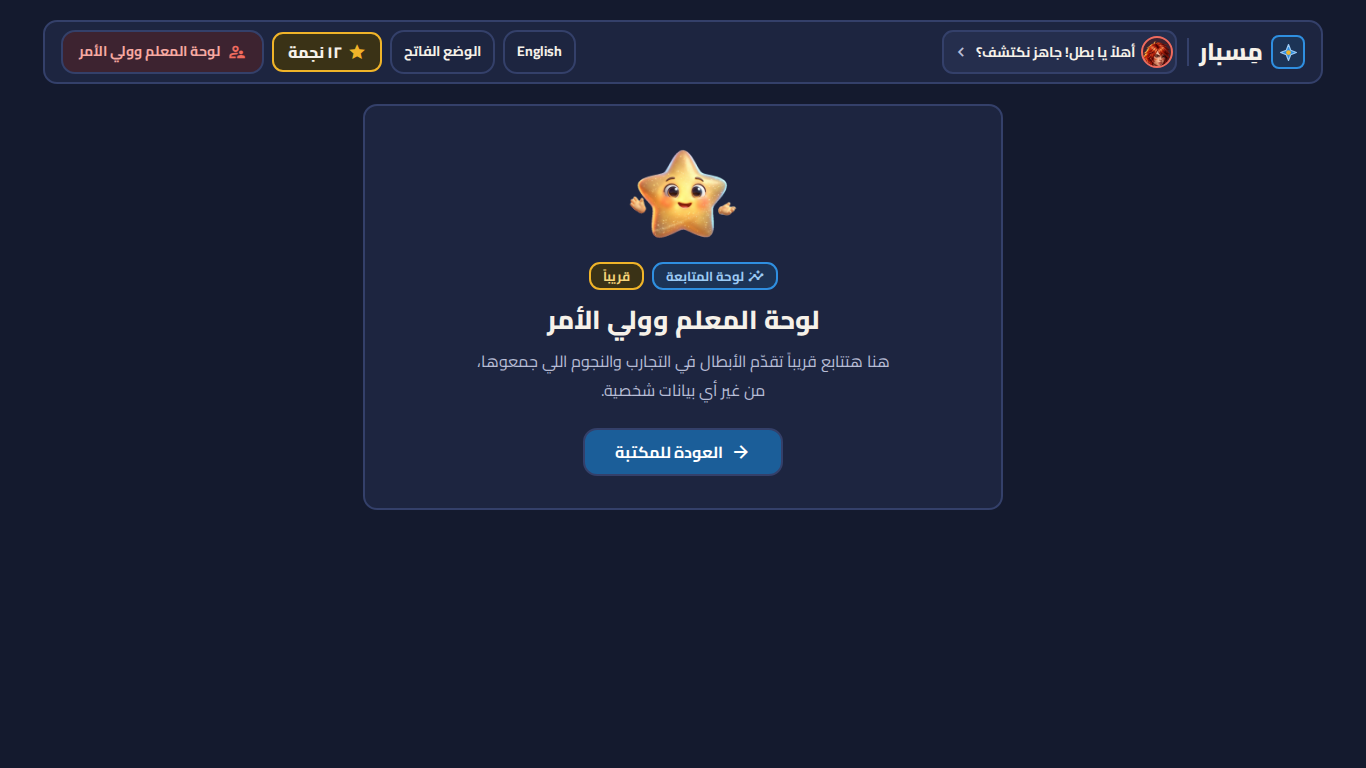 مِسبار
أهلاً يا بطل! جاهز نكتشف؟
English
الوضع الفاتح
١٢ نجمة
لوحة المعلم وولي الأمر
لوحة المتابعة
قريباً
لوحة المعلم وولي الأمر
هنا هتتابع قريباً تقدّم الأبطال في التجارب والنجوم اللي جمعوها،
من غير أي بيانات شخصية.
العودة للمكتبة